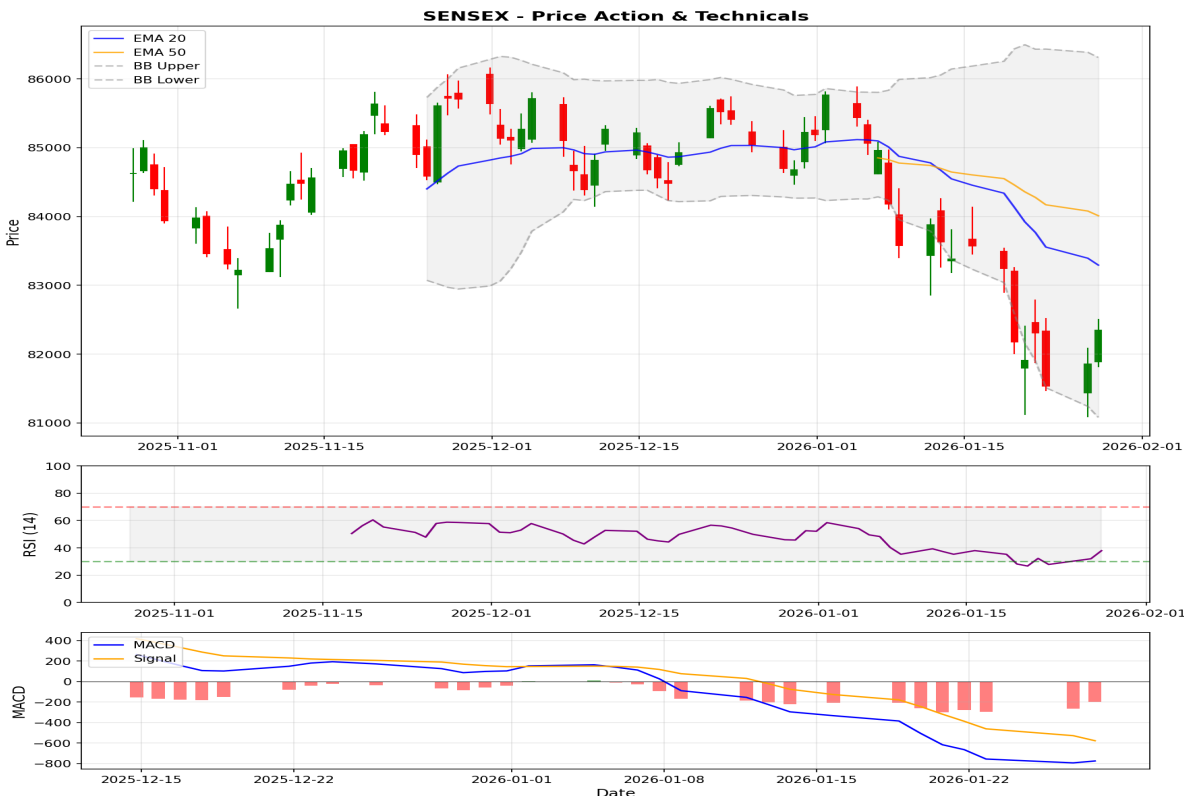 SENSEX - Price Action & Technicals
EMA 20
EMA 50
BB Upper
BB Lower
86000
85000
84000
83000
82000
81000
Price
2025-11-01 2025-11-15 2025-12-01 2025-12-15 2026-01-01 2026-01-15 2026-02-01
100
80
60
40
20
0
RSI (14)
2025-11-01 2025-11-15 2025-12-01 2025-12-15 2026-01-01 2026-01-15 2026-02-01
MACD
Signal
400
200
0
−200
−400
−600
−800
MACD
2025-12-15 2025-12-22 2026-01-01 2026-01-08 2026-01-15 2026-01-22
Date